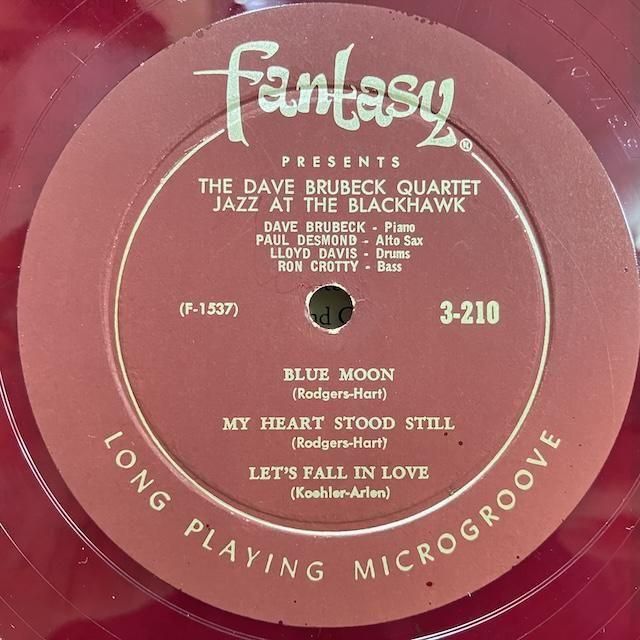 Fantasy ®
PRESENTS
THE DAVE BRUBECK QUARTET
JAZZ AT THE BLACKHAWK
DAVE BRUBECK - Piano
PAUL DESMOND - Alto Sax
LLOYD DAVIS - Drums
RON CROTTY - Bass
(F-1537)
3-210
BLUE MOON
(Rodgers-Hart)
MY HEART STOOD STILL
(Rodgers-Hart)
LET'S FALL IN LOVE
(Koehler-Arlen)
LONG PLAYING MICROGROOVE